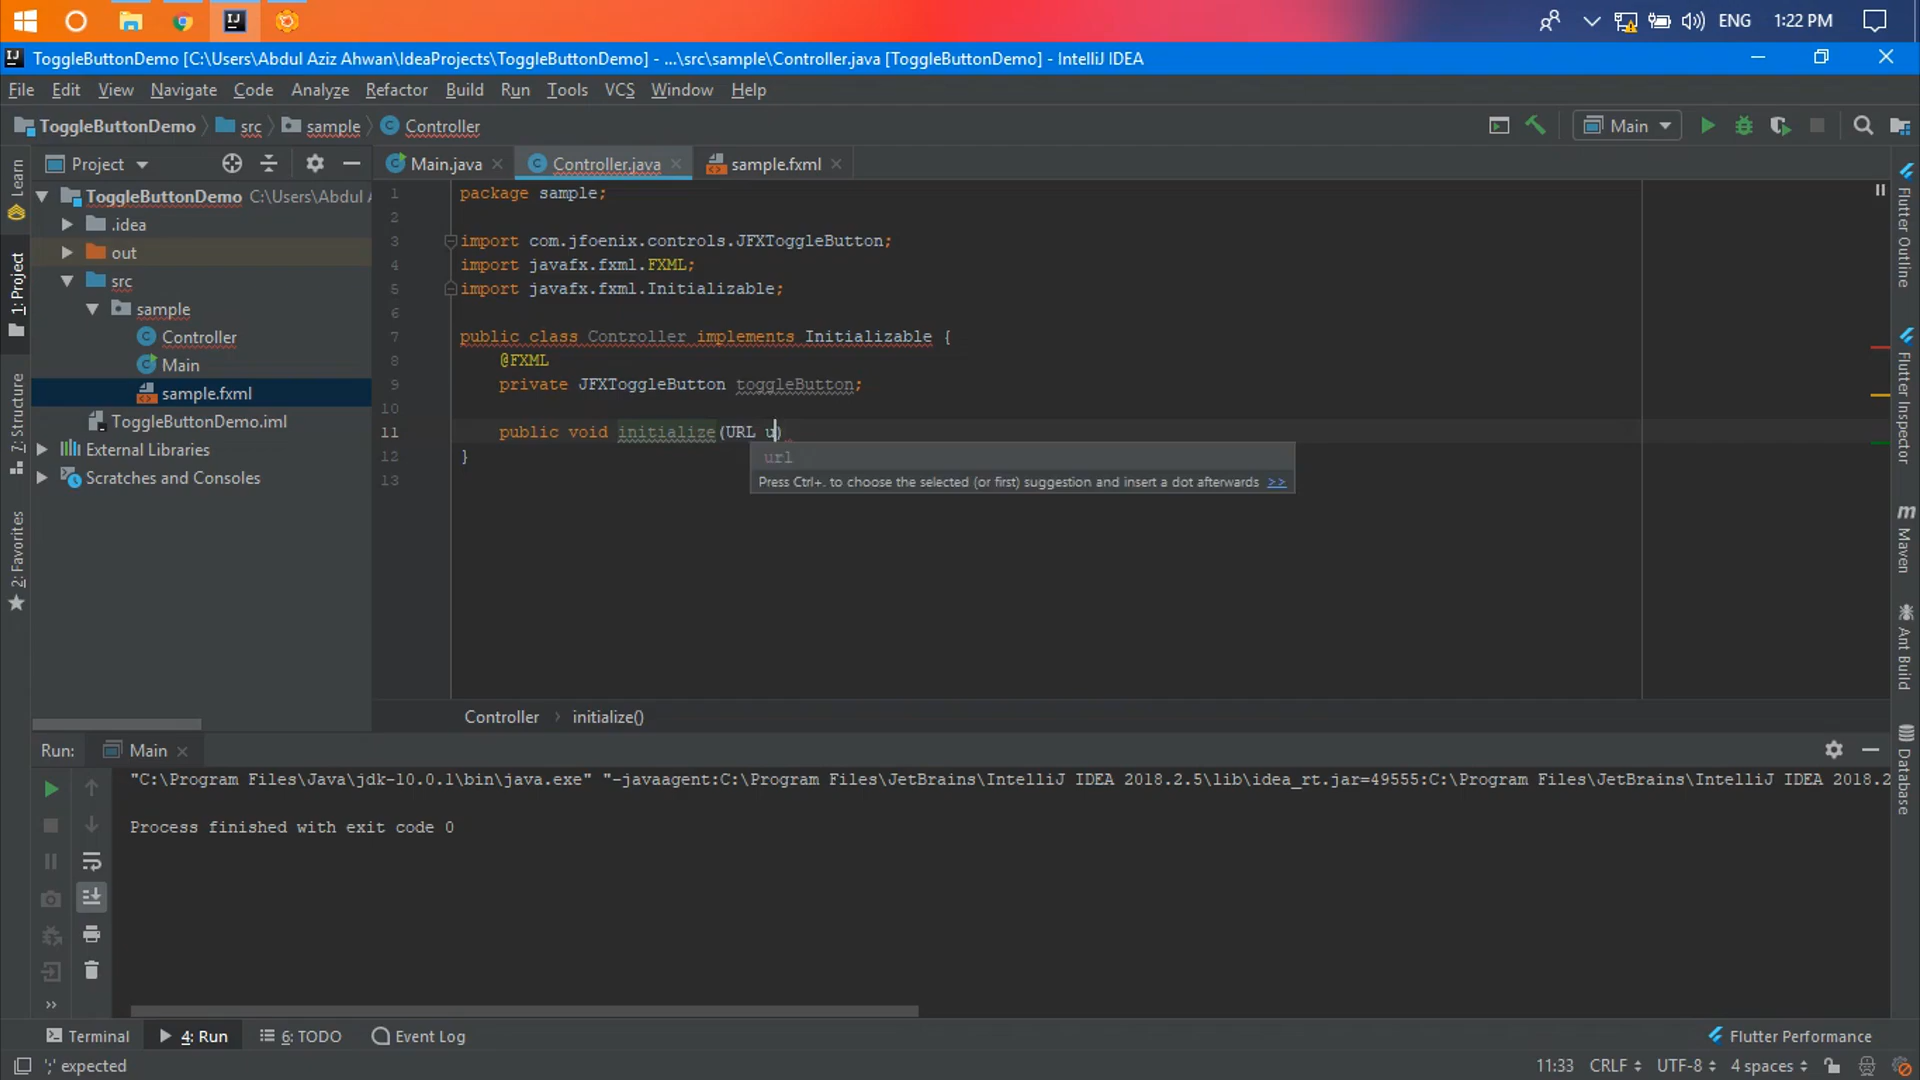 ENG
1:22 PM
ToggleButtonDemo [C:\Users\Abdul Aziz Ahwan\IdeaProjects\ToggleButtonDemo] - ...\src\sample\Controller.java [ToggleButtonDemo] - IntelliJ IDEA
File Edit View Navigate Code Analyze Refactor Build Run Tools VCS Window Help
ToggleButtonDemo src sample Controller
Main
Project
Main.java Controller.java sample.fxml
ToggleButtonDemo C:\Users\Abdul A
.idea
out
src
sample
Controller
Main
sample.fxml
ToggleButtonDemo.iml
External Libraries
Scratches and Consoles
Learn
1: Project
7: Structure
2: Favorites
1 package sample;
2
3 import com.jfoenix.controls.JFXToggleButton;
4 import javafx.fxml.FXML;
5 import javafx.fxml.Initializable;
6
7 public class Controller implements Initializable {
8 @FXML
9 private JFXToggleButton toggleButton;
10
11 public void initialize(URL u)
12 }
13
url
Press Ctrl+. to choose the selected (or first) suggestion and insert a dot afterwards >>
Controller › initialize()
Flutter Outline
Flutter Inspector
m Maven
Ant Build
Database
Run: Main
"C:\Program Files\Java\jdk-10.0.1\bin\java.exe" "-javaagent:C:\Program Files\JetBrains\IntelliJ IDEA 2018.2.5\lib\idea_rt.jar=49555:C:\Program Files\JetBrains\IntelliJ IDEA 2018.2
Process finished with exit code 0
Terminal 4: Run 6: TODO Event Log
Flutter Performance
';' expected
11:33 CRLF UTF-8 4 spaces